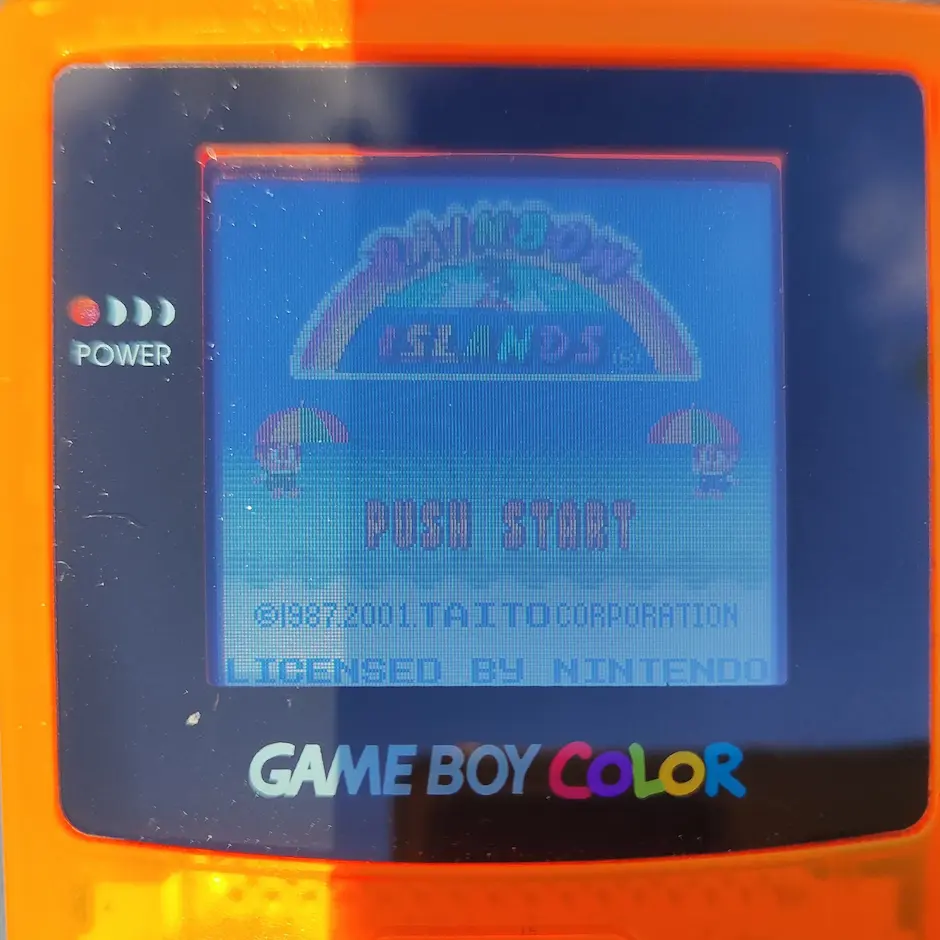 RAINBOW
ISLANDS®
POWER
PUSH START
©1987,2001,TAITO CORPORATION
LICENSED BY NINTENDO
GAME BOY COLOR